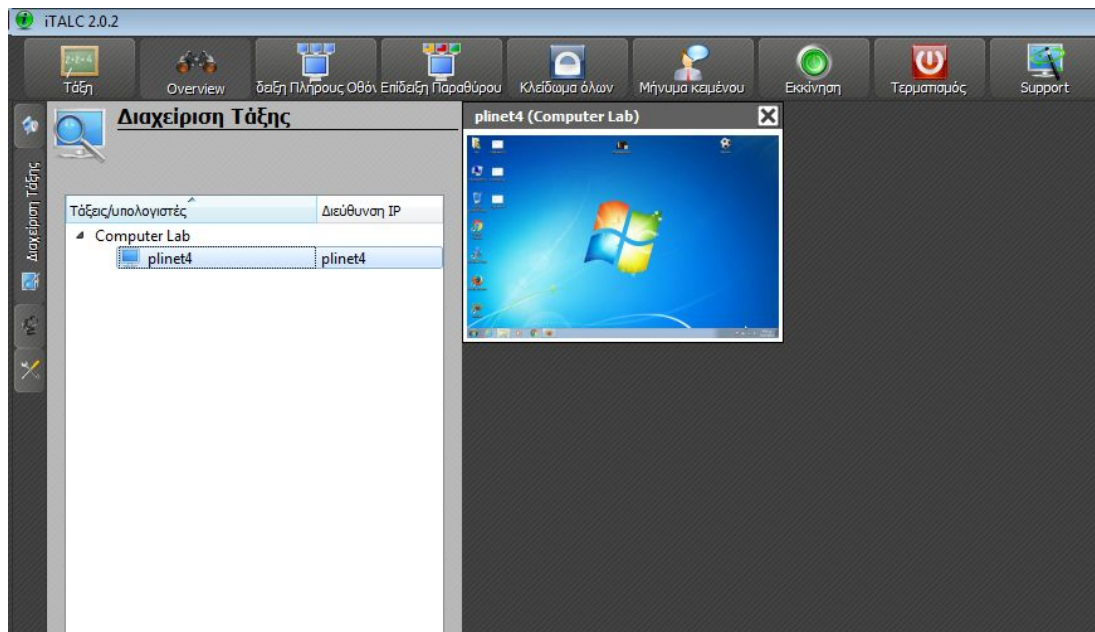 iTALC 2.0.2
Τάξη
Overview
δειξη Πλήρους Οθό
Επίδειξη Παραθύρου
Κλείδωμα όλων
Μήνυμα κειμένου
Εκκίνηση
Τερματισμός
Support
Διαχείριση Τάξης
Διαχείριση Τάξης
Τάξεις/υπολογιστές
Διεύθυνση IP
Computer Lab
plinet4
plinet4
plinet4 (Computer Lab)